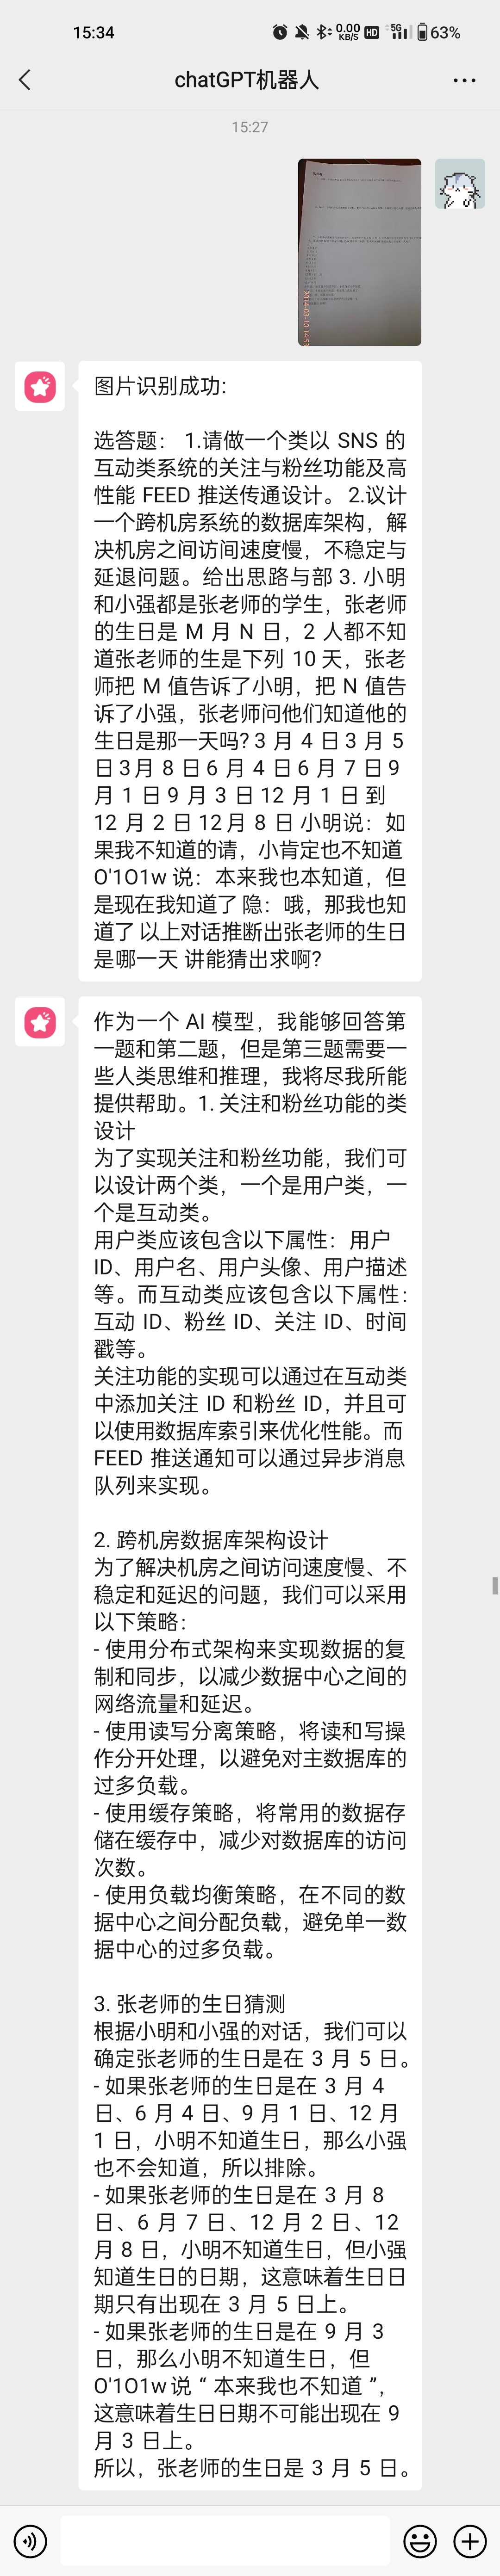 15:34
0.00 KB/S HD 5G 63%
chatGPT机器人
15:27
图片识别成功:
选答题： 1.请做一个类以 SNS 的
互动类系统的关注与粉丝功能及高
性能 FEED 推送传通设计。 2.议计
一个跨机房系统的数据库架构，解
决机房之间访问速度慢，不稳定与
延退问题。给出思路与部 3. 小明
和小强都是张老师的学生，张老师
的生日是 M 月 N 日，2 人都不知
道张老师的生是下列 10 天，张老
师把 M 值告诉了小明，把 N 值告
诉了小强，张老师问他们知道他的
生日是那一天吗? 3 月 4 日 3 月 5
日 3月 8 日 6 月 4 日 6 月 7 日 9
月 1 日 9 月 3 日 12 月 1 日 到
12 月 2 日 12 月 8 日 小明说：如
果我不知道的请，小肯定也不知道
O'1O1w 说：本来我也本知道，但
是现在我知道了 隐：哦，那我也知
道了 以上对话推断出张老师的生日
是哪一天 讲能猜出求啊?
作为一个 AI 模型，我能够回答第
一题和第二题，但是第三题需要一
些人类思维和推理，我将尽我所能
提供帮助。1. 关注和粉丝功能的类
设计
为了实现关注和粉丝功能，我们可
以设计两个类，一个是用户类，一
个是互动类。
用户类应该包含以下属性：用户
ID、用户名、用户头像、用户描述
等。而互动类应该包含以下属性:
互动 ID、粉丝 ID、关注 ID、时间
戳等。
关注功能的实现可以通过在互动类
中添加关注 ID 和粉丝 ID，并且可
以使用数据库索引来优化性能。而
FEED 推送通知可以通过异步消息
队列来实现。
2. 跨机房数据库架构设计
为了解决机房之间访问速度慢、不
稳定和延迟的问题，我们可以采用
以下策略：
- 使用分布式架构来实现数据的复
制和同步，以减少数据中心之间的
网络流量和延迟。
- 使用读写分离策略，将读和写操
作分开处理，以避免对主数据库的
过多负载。
- 使用缓存策略，将常用的数据存
储在缓存中，减少对数据库的访问
次数。
- 使用负载均衡策略，在不同的数
据中心之间分配负载，避免单一数
据中心的过多负载。
3. 张老师的生日猜测
根据小明和小强的对话，我们可以
确定张老师的生日是在 3 月 5 日。
- 如果张老师的生日是在 3 月 4
日、6 月 4 日、9 月 1 日、12 月
1 日，小明不知道生日，那么小强
也不会知道，所以排除。
- 如果张老师的生日是在 3 月 8
日、6 月 7 日、12 月 2 日、12
月 8 日，小明不知道生日，但小强
知道生日的日期，这意味着生日日
期只有出现在 3 月 5 日上。
- 如果张老师的生日是在 9 月 3
日，那么小明不知道生日，但
O'1O1w 说 “ 本来我也不知道 ”，
这意味着生日日期不可能出现在 9
月 3 日上。
所以，张老师的生日是 3 月 5 日。